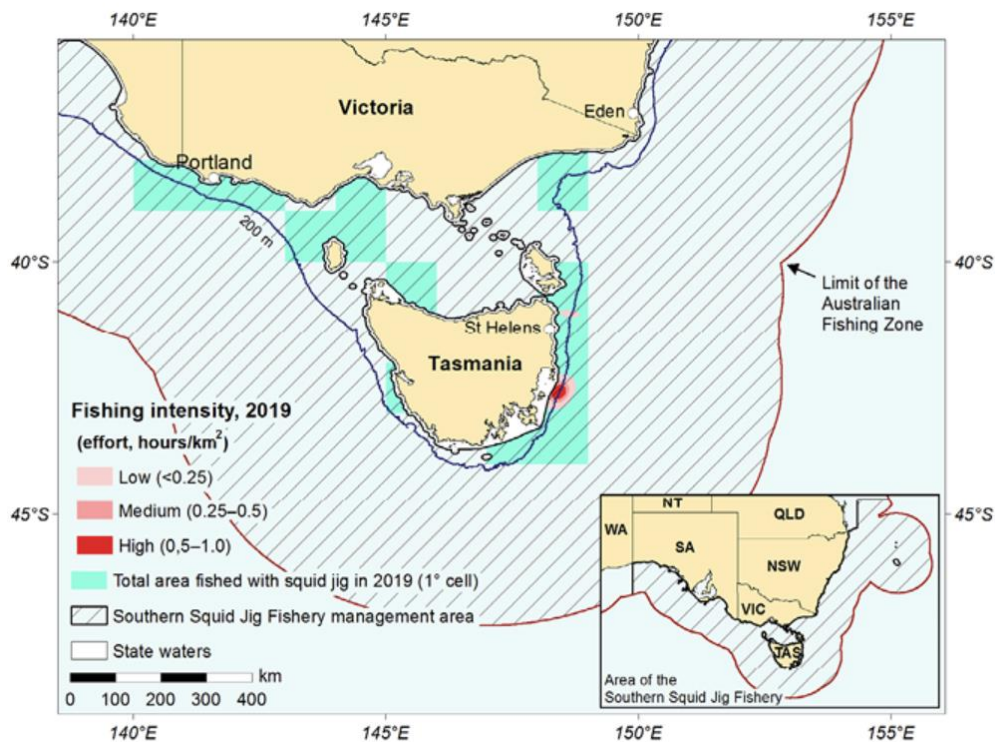 140°E 145°E 150°E 155°E
Victoria
Eden
Portland
200 m
40°S 40°S
Limit of the
Australian
Fishing Zone
St Helens
Tasmania
Fishing intensity, 2019
(effort, hours/km²)
Low (<0.25)
Medium (0.25–0.5)
High (0,5–1.0)
Total area fished with squid jig in 2019 (1° cell)
Southern Squid Jig Fishery management area
State waters
km
0 100 200 300 400
45°S 45°S
NT
QLD
WA
SA
NSW
VIC
TAS
Area of the
Southern Squid Jig Fishery
140°E 145°E 150°E 155°E